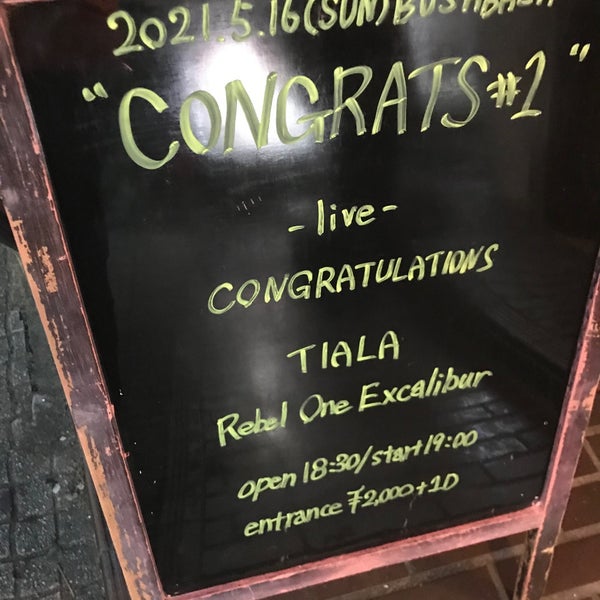 2021.5.16(SUN) BUSHBASH
"CONGRATS #1"
-live-
CONGRATULATIONS
TIALA
Rebel One Excalibur
open 18:30/start 19:00
entrance ¥2,000+1D